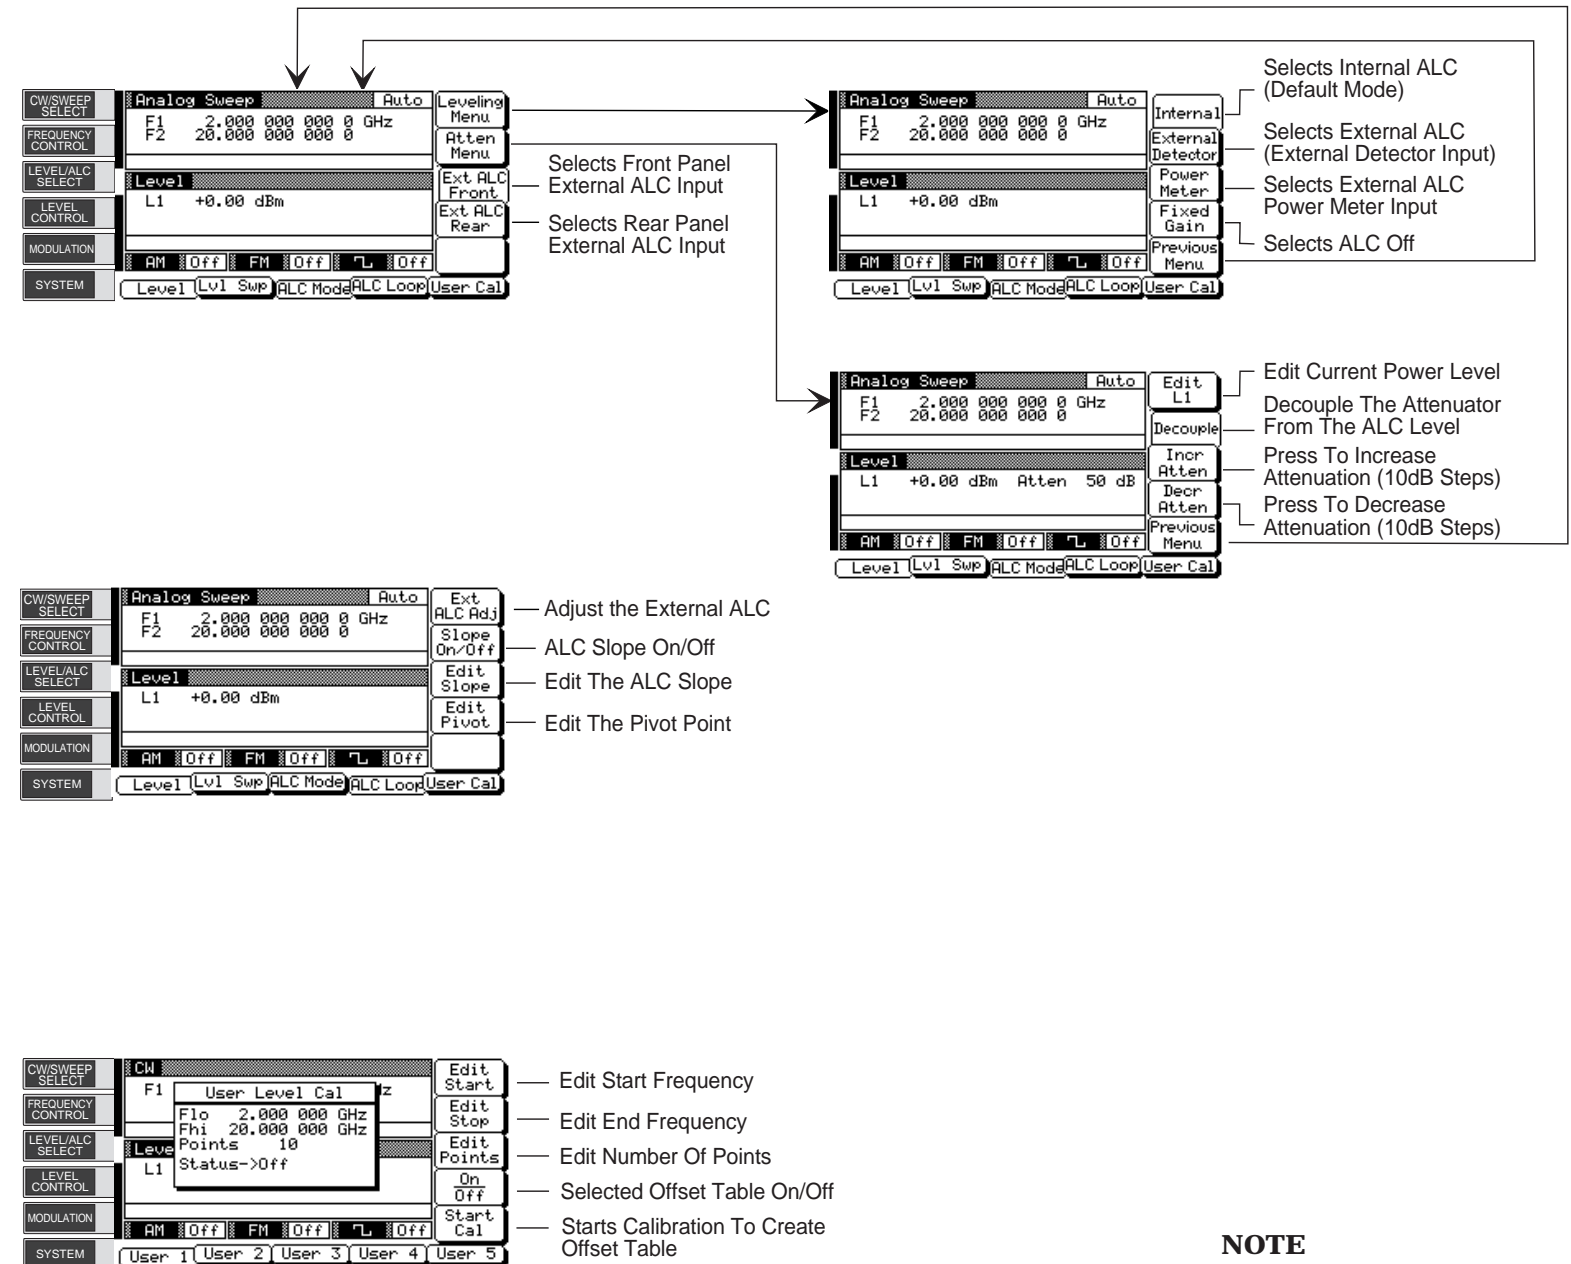 CW/SWEEP
SELECT
FREQUENCY
CONTROL
LEVEL/ALC
SELECT
LEVEL
CONTROL
MODULATION
SYSTEM
Analog Sweep Auto
F1 2.000 000 000 0 GHz
F2 20.000 000 000 0
Level
L1 +0.00 dBm
AM Off FM Off Off
Level Lvl Swp ALC Mode ALC Loop User Cal
Leveling
Menu
Atten
Menu
Ext ALC
Front
Ext ALC
Rear
Selects Front Panel
External ALC Input
Selects Rear Panel
External ALC Input
Analog Sweep Auto
F1 2.000 000 000 0 GHz
F2 20.000 000 000 0
Level
L1 +0.00 dBm
AM Off FM Off Off
Level Lvl Swp ALC Mode ALC Loop User Cal
Internal
External
Detector
Power
Meter
Fixed
Gain
Previous
Menu
Selects Internal ALC
(Default Mode)
Selects External ALC
(External Detector Input)
Selects External ALC
Power Meter Input
Selects ALC Off
Analog Sweep Auto
F1 2.000 000 000 0 GHz
F2 20.000 000 000 0
Level
L1 +0.00 dBm Atten 50 dB
AM Off FM Off Off
Level Lvl Swp ALC Mode ALC Loop User Cal
Edit
L1
Decouple
Incr
Atten
Decr
Atten
Previous
Menu
Edit Current Power Level
Decouple The Attenuator
From The ALC Level
Press To Increase
Attenuation (10dB Steps)
Press To Decrease
Attenuation (10dB Steps)
CW/SWEEP
SELECT
FREQUENCY
CONTROL
LEVEL/ALC
SELECT
LEVEL
CONTROL
MODULATION
SYSTEM
Analog Sweep Auto
F1 2.000 000 000 0 GHz
F2 20.000 000 000 0
Level
L1 +0.00 dBm
AM Off FM Off Off
Level Lvl Swp ALC Mode ALC Loop User Cal
Ext
ALC Adj
Slope
On/Off
Edit
Slope
Edit
Pivot
Adjust the External ALC
ALC Slope On/Off
Edit The ALC Slope
Edit The Pivot Point
CW/SWEEP
SELECT
FREQUENCY
CONTROL
LEVEL/ALC
SELECT
LEVEL
CONTROL
MODULATION
SYSTEM
CW
F1 z
User Level Cal
Flo 2.000 000 GHz
Fhi 20.000 000 GHz
Points 10
Status->Off
Leve
L1
AM Off FM Off Off
User 1 User 2 User 3 User 4 User 5
Edit
Start
Edit
Stop
Edit
Points
On
Off
Start
Cal
Edit Start Frequency
Edit End Frequency
Edit Number Of Points
Selected Offset Table On/Off
Starts Calibration To Create
Offset Table
NOTE